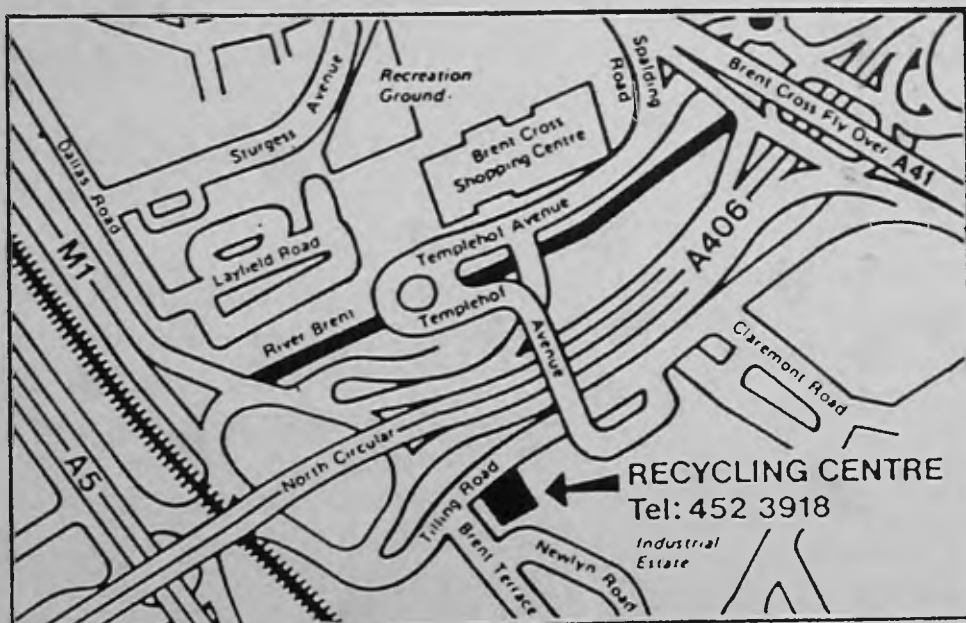 Dallas Road
Sturgess
Avenue
Recreation
Ground
Spalding
Road
Brent Cross
Shopping Centre
Brent Cross Fly Over A41
M1
Layfield Road
Templehof Avenue
A406
River Brent
Templehof
Avenue
Claremont Road
A5
North Circular
Tilling Road
RECYCLING CENTRE
Tel: 452 3918
Industrial
Estate
Brent Terrace
Newlyn Road